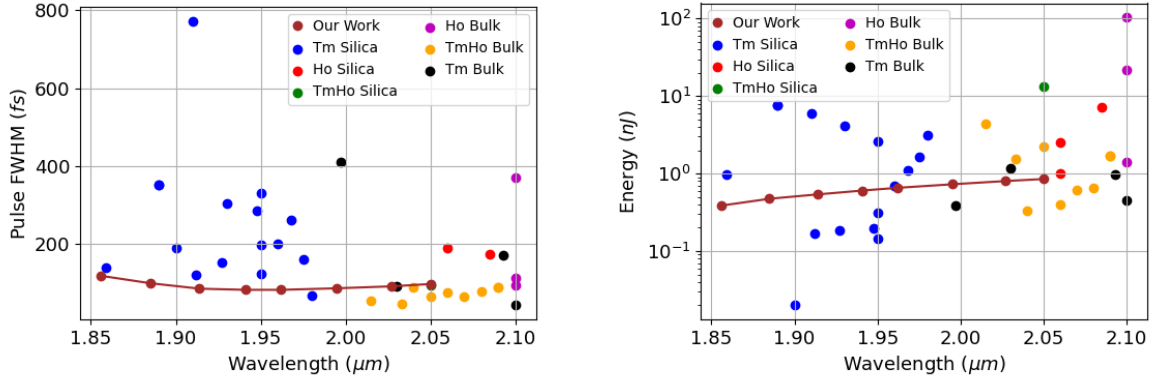 800
600
400
200
Pulse FWHM (fs)
1.85 1.90 1.95 2.00 2.05 2.10
Wavelength (μm)
Our Work
Tm Silica
Ho Silica
TmHo Silica
Ho Bulk
TmHo Bulk
Tm Bulk
10²
10¹
10⁰
10⁻¹
Energy (nJ)
1.85 1.90 1.95 2.00 2.05 2.10
Wavelength (μm)
Our Work
Tm Silica
Ho Silica
TmHo Silica
Ho Bulk
TmHo Bulk
Tm Bulk